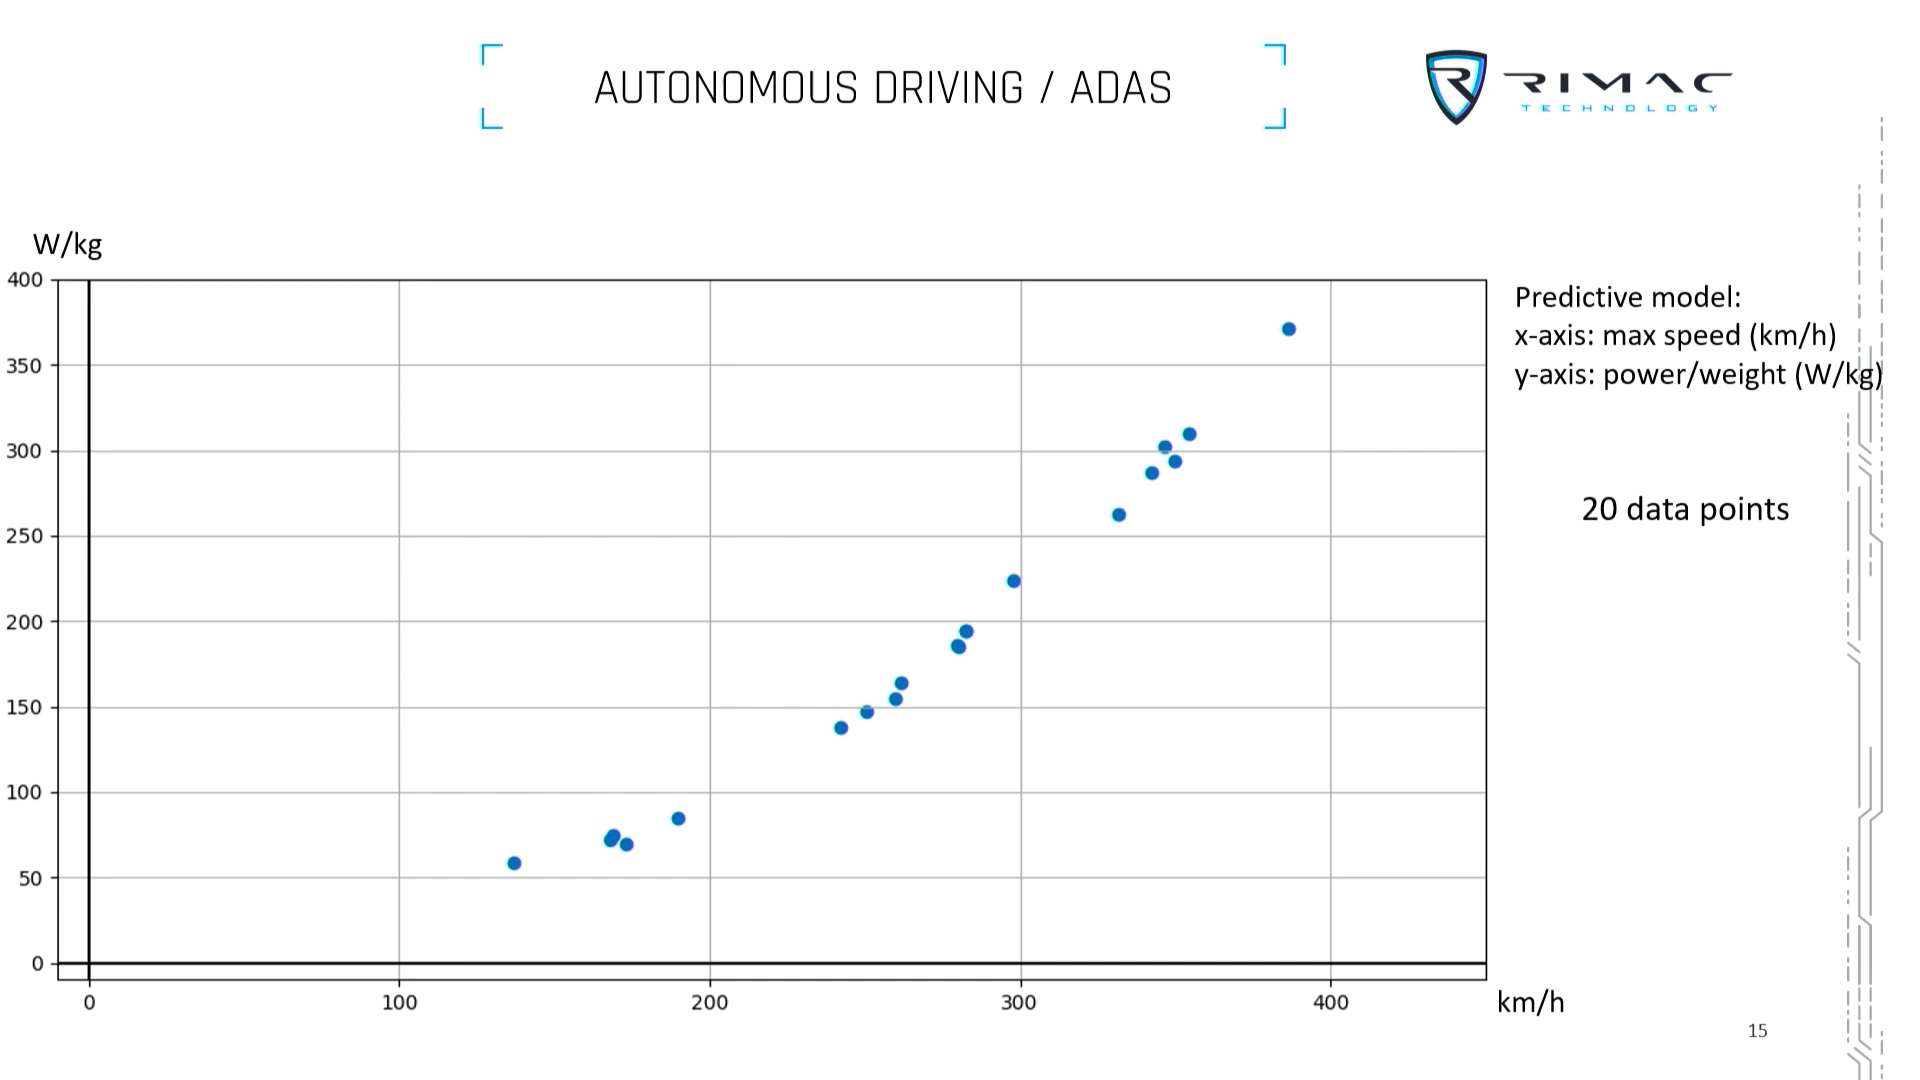 AUTONOMOUS DRIVING / ADAS
RIMAC
TECHNOLOGY
W/kg
400
350
300
250
200
150
100
50
0
0 100 200 300 400
km/h
Predictive model:
x-axis: max speed (km/h)
y-axis: power/weight (W/kg)
20 data points
15